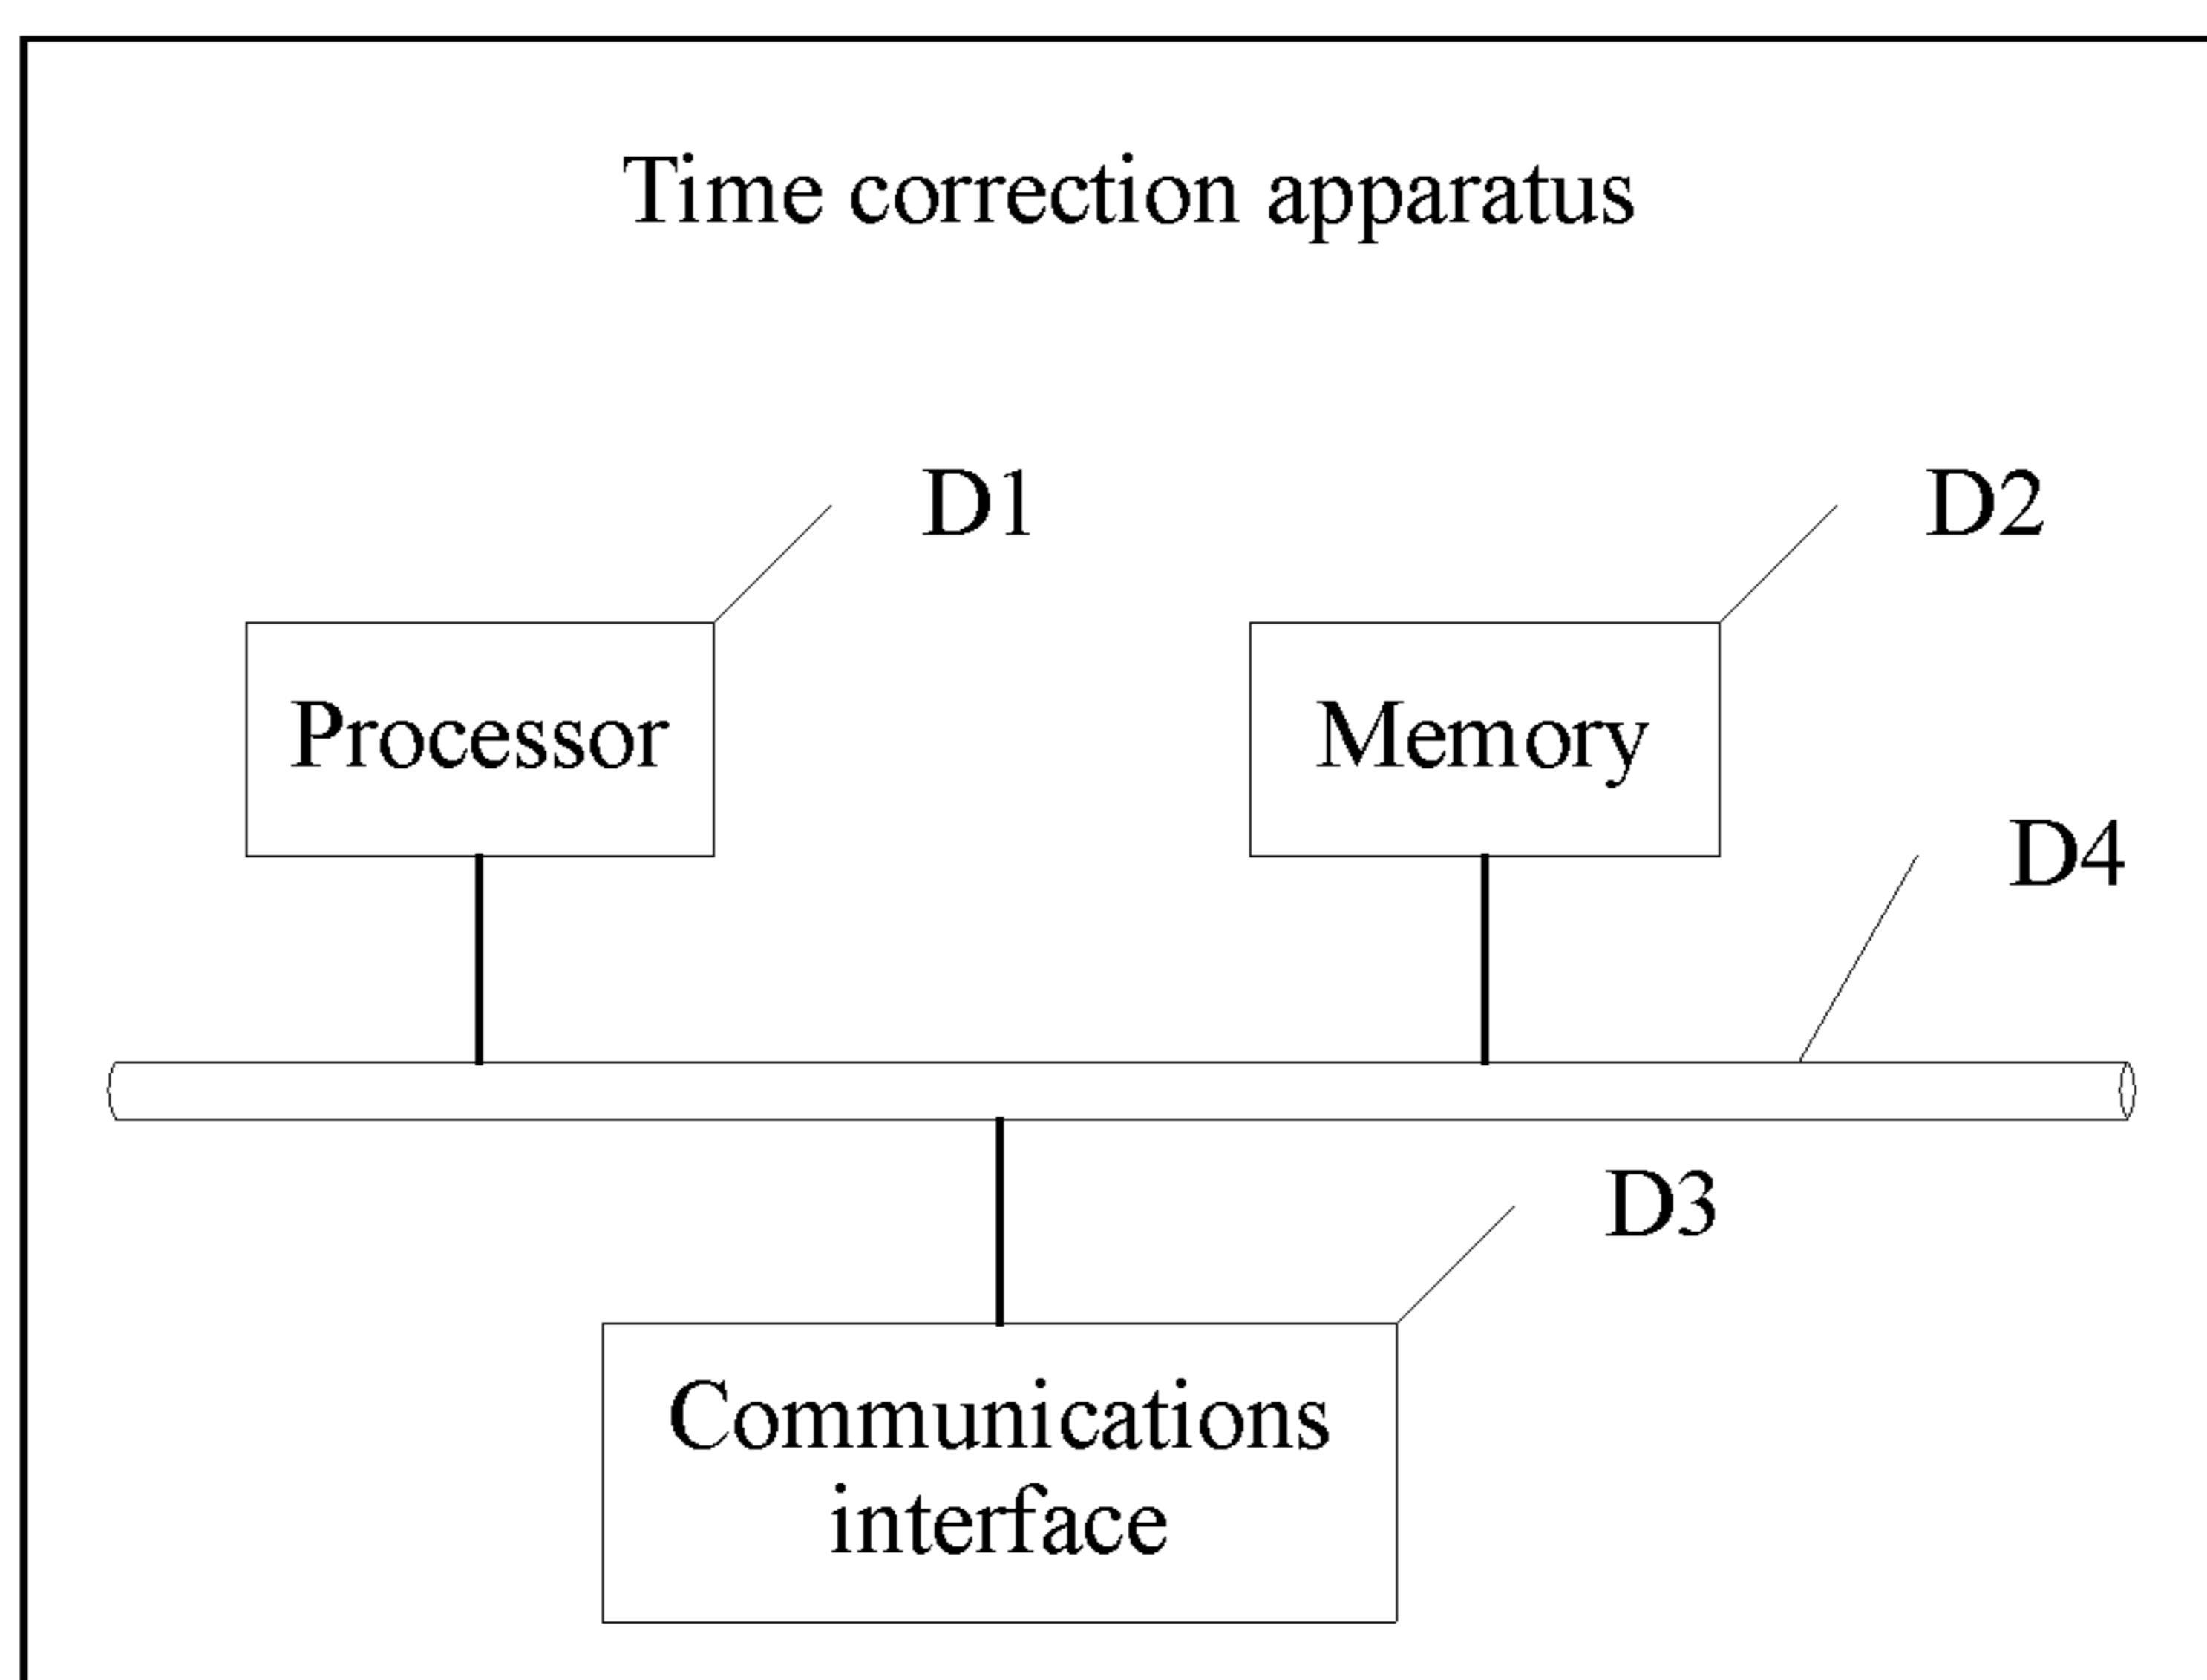 Time correction apparatus
D1
D2
Processor
Memory
D4
D3
Communications
interface